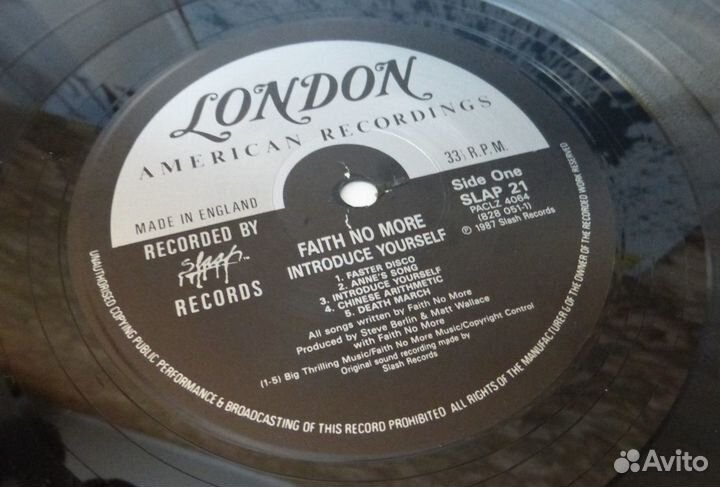 LONDON
AMERICAN RECORDINGS
MADE IN ENGLAND
33⅓ R.P.M.
RECORDED BY
slash
RECORDS
Side One
SLAP 21
PACLZ 4064
(828 051-1)
℗ 1987 Slash Records
FAITH NO MORE
INTRODUCE YOURSELF
1. FASTER DISCO
2. ANNE'S SONG
3. INTRODUCE YOURSELF
4. CHINESE ARITHMETIC
5. DEATH MARCH
All songs written by Faith No More
Produced by Steve Berlin & Matt Wallace
with Faith No More
(1-5) Big Thrilling Music/Faith No More Music/Copyright Control
Original sound recording made by
Slash Records
UNAUTHORISED COPYING PUBLIC PERFORMANCE & BROADCASTING OF THIS RECORD PROHIBITED ALL RIGHTS OF THE MANUFACTURER & OF THE OWNER OF THE RECORDED WORK RESERVED
Avito